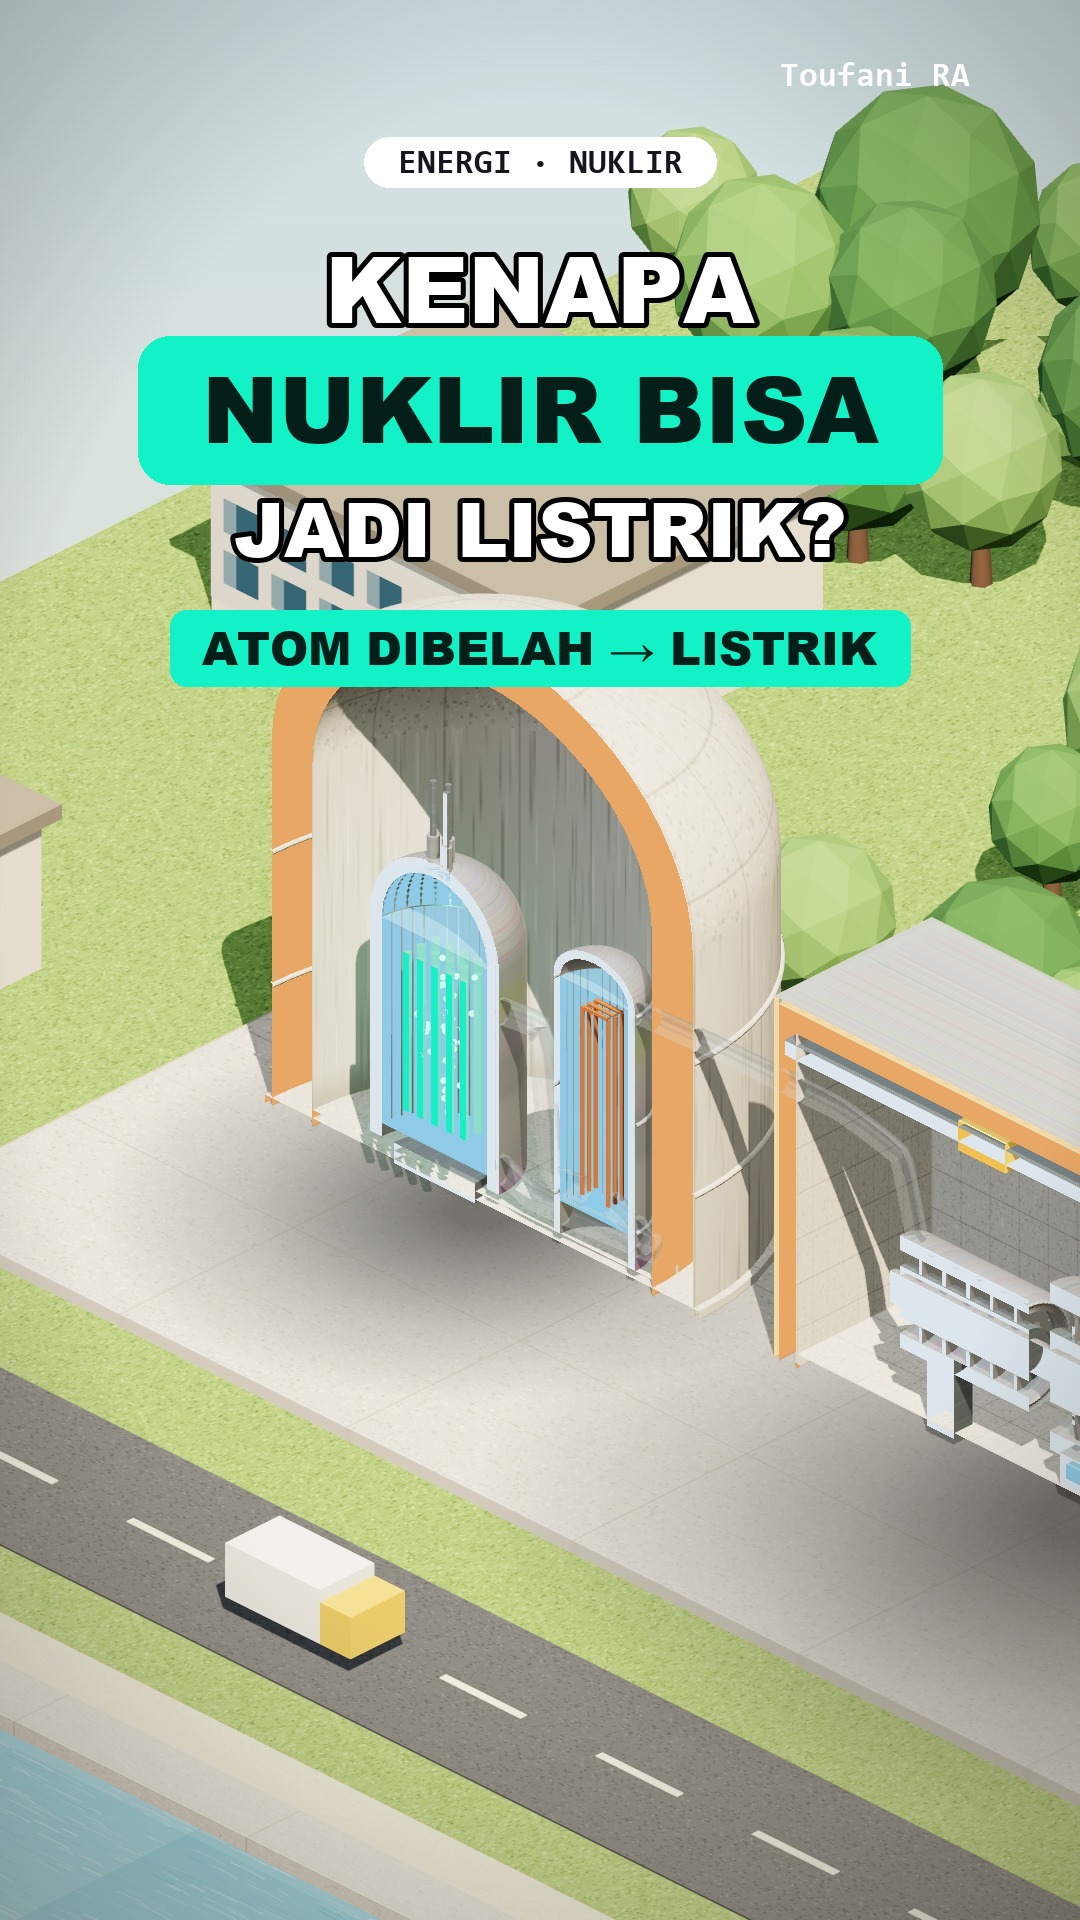 Toufani RA
ENERGI · NUKLIR
KENAPA
NUKLIR BISA
JADI LISTRIK?
ATOM DIBELAH → LISTRIK